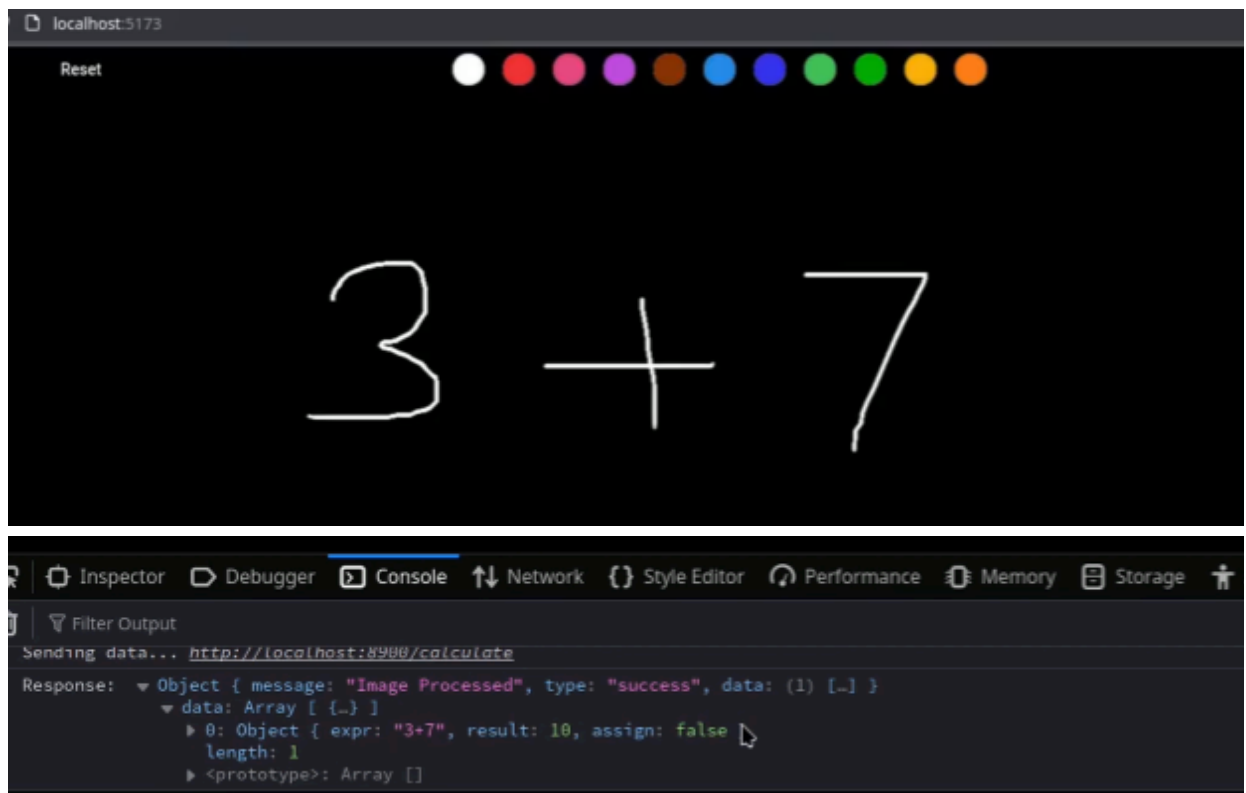 localhost:5173
Reset
3 + 7
Inspector Debugger Console Network Style Editor Performance Memory Storage
Filter Output
Sending data... http://localhost:8900/calculate
Response: Object { message: "Image Processed", type: "success", data: (1) […] }
data: Array [ {…} ]
0: Object { expr: "3+7", result: 10, assign: false
length: 1
<prototype>: Array []